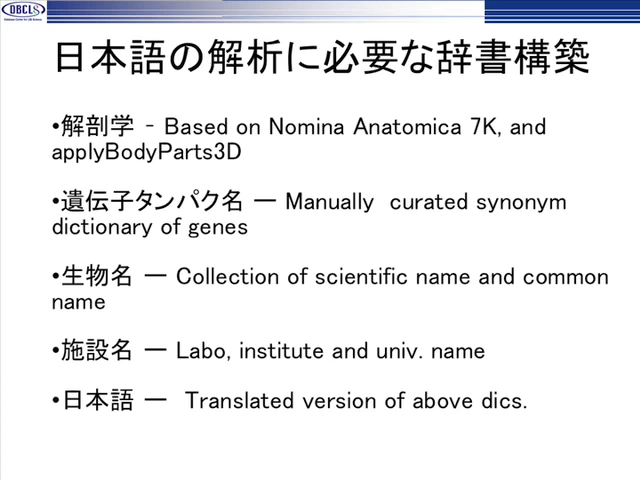 DBCLS
日本語の解析に必要な辞書構築
•解剖学 – Based on Nomina Anatomica 7K, and
applyBodyParts3D
•遺伝子タンパク名 ー Manually curated synonym
dictionary of genes
•生物名 ー Collection of scientific name and common
name
•施設名 ー Labo, institute and univ. name
•日本語 ー Translated version of above dics.